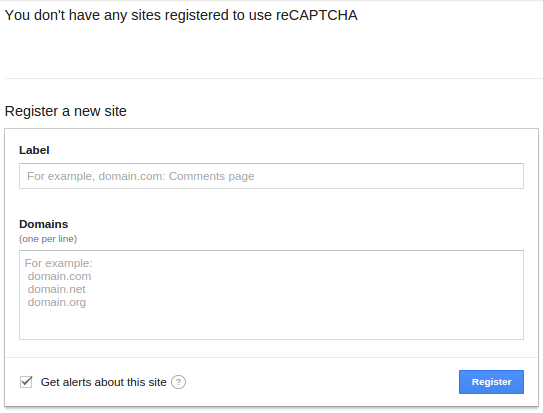 You don't have any sites registered to use reCAPTCHA
Register a new site
Label
For example, domain.com: Comments page
Domains
(one per line)
For example:
domain.com
domain.net
domain.org
Get alerts about this site ?
Register